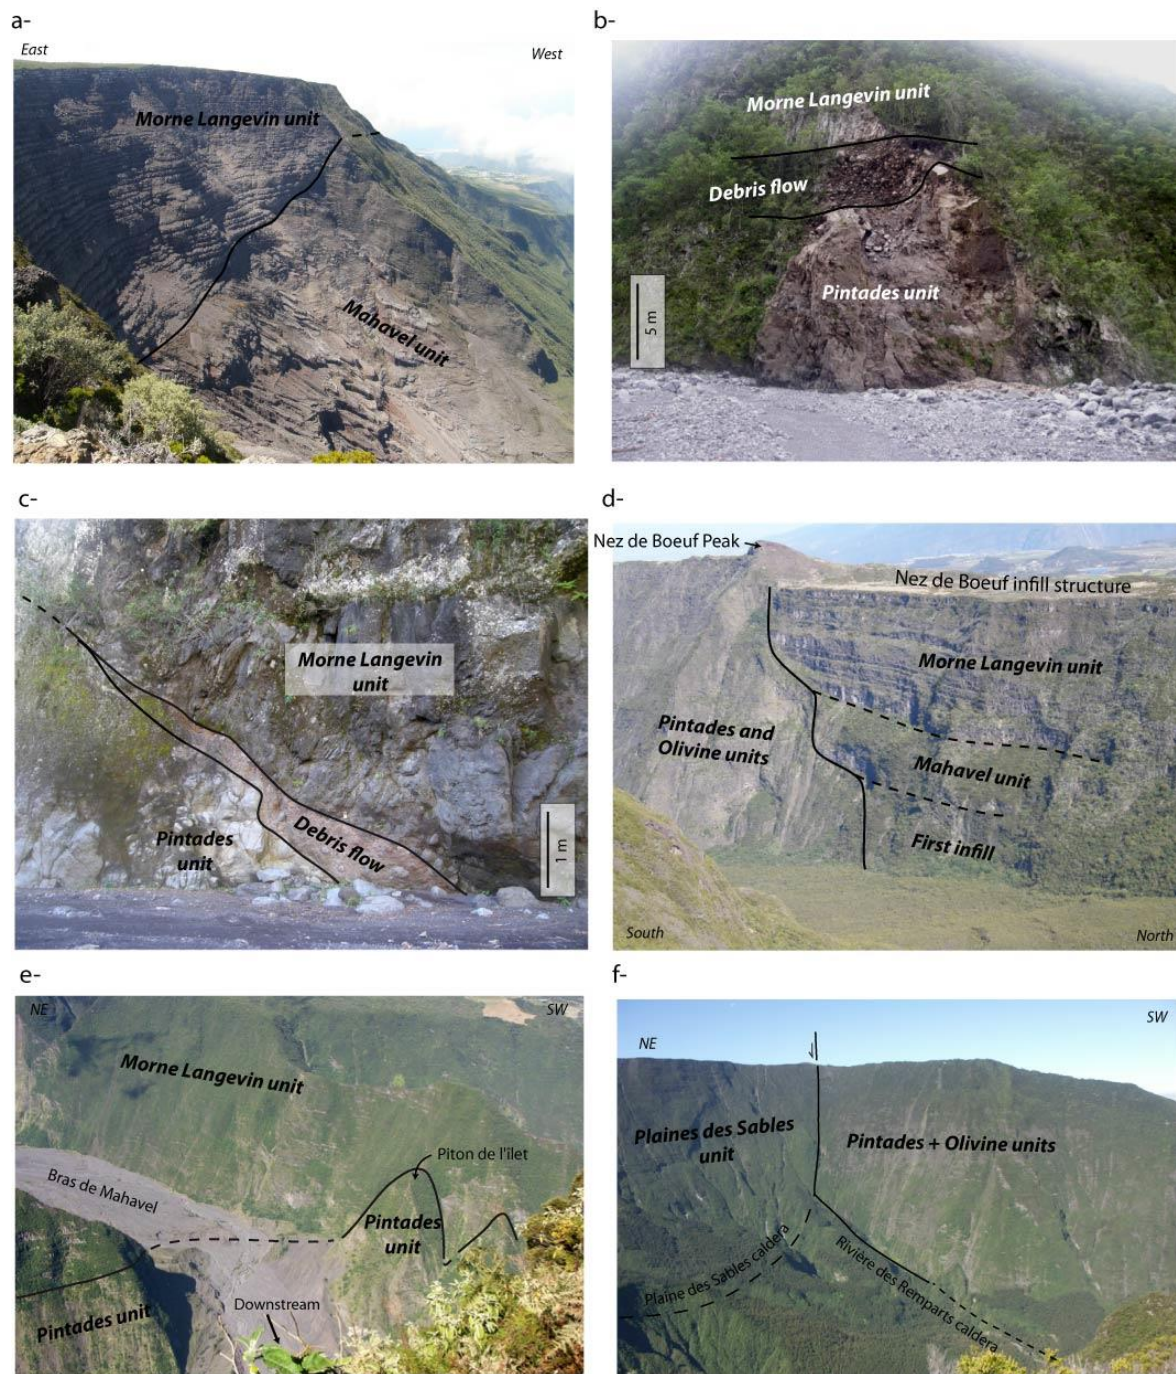 a-
East
West
Morne Langevin unit
Mahavel unit
b-
Morne Langevin unit
Debris flow
Pintades unit
5 m
c-
Morne Langevin
unit
Pintades
unit
Debris flow
1 m
d-
Nez de Boeuf Peak
Nez de Boeuf infill structure
Morne Langevin unit
Pintades and
Olivine units
Mahavel unit
First infill
South
North
e-
NE
SW
Morne Langevin unit
Piton de l'îlet
Bras de Mahavel
Pintades
unit
Downstream
Pintades unit
f-
NE
SW
Plaines des Sables
unit
Pintades + Olivine units
Plaine des Sables caldera
Rivière des Remparts caldera